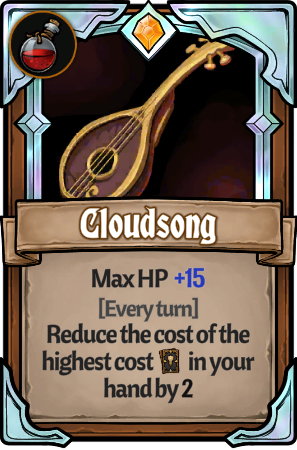 Cloudsong
Max HP +15
[Every turn]
Reduce the cost of the
highest cost in your
hand by 2